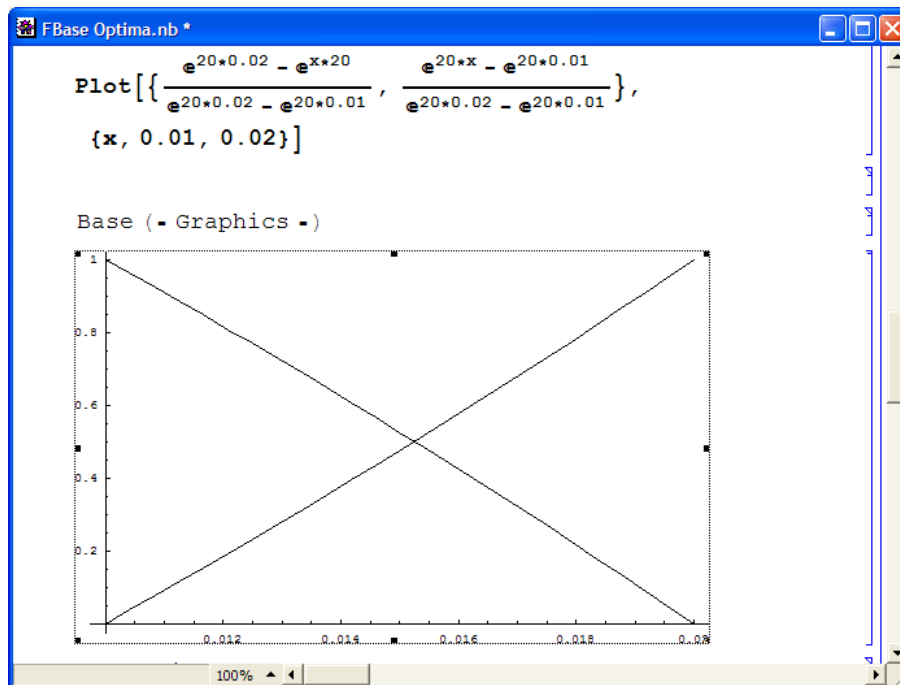 FBase Optima.nb *
Plot[{(ⅇ^(20*0.02) - ⅇ^(x*20))/(ⅇ^(20*0.02) - ⅇ^(20*0.01)), (ⅇ^(20*x) - ⅇ^(20*0.01))/(ⅇ^(20*0.02) - ⅇ^(20*0.01))},
{x, 0.01, 0.02}]
Base (- Graphics -)
1
0.8
0.6
0.4
0.2
0.012 0.014 0.016 0.018 0.02
100%